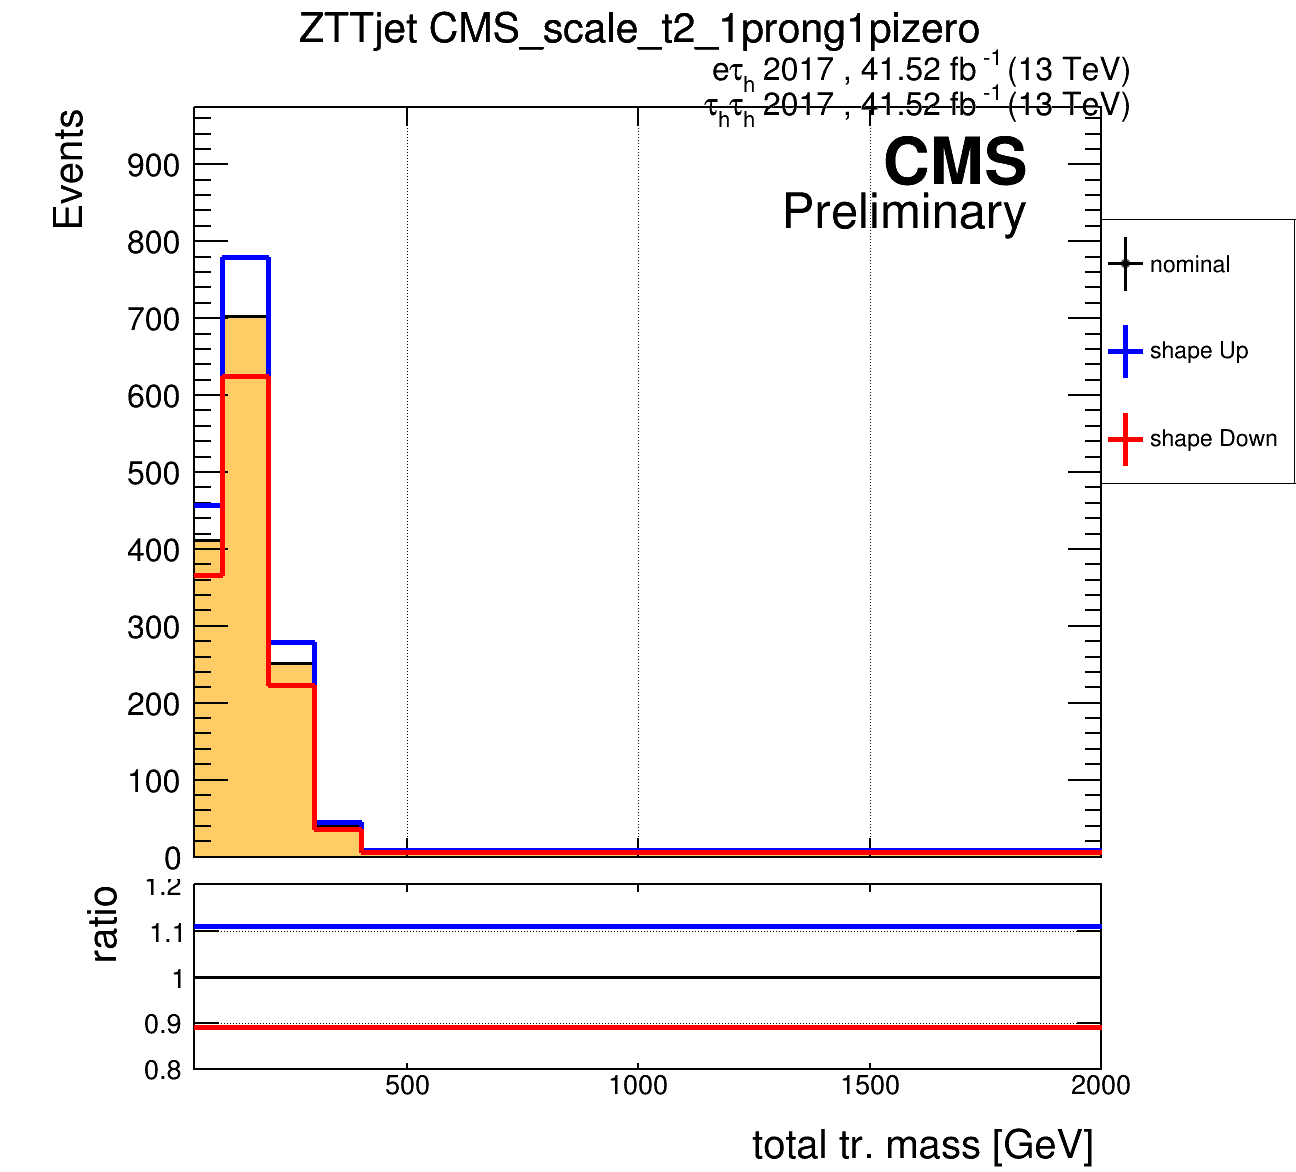 ZTTjet CMS_scale_t2_1prong1pizero
eτh 2017 , 41.52 fb-1 (13 TeV)
τhτh 2017 , 41.52 fb-1 (13 TeV)
CMS
Preliminary
Events
900
800
700
600
500
400
300
200
100
0
nominal
shape Up
shape Down
ratio
1.2
1.1
1
0.9
0.8
500 1000 1500 2000
total tr. mass [GeV]